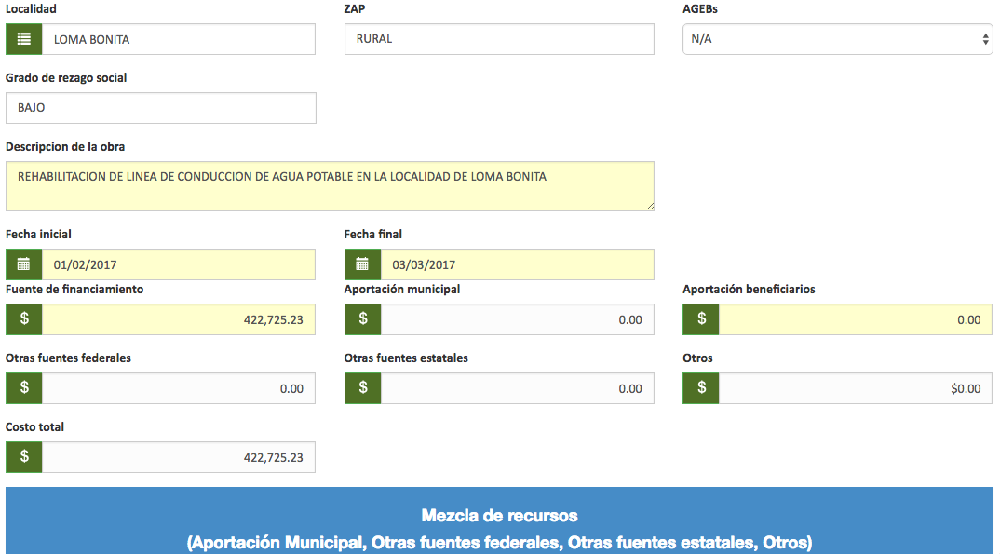 Localidad
ZAP
AGEBs
LOMA BONITA
RURAL
N/A
Grado de rezago social
BAJO
Descripcion de la obra
REHABILITACION DE LINEA DE CONDUCCION DE AGUA POTABLE EN LA LOCALIDAD DE LOMA BONITA
Fecha inicial
Fecha final
01/02/2017
03/03/2017
Fuente de financiamiento
Aportación municipal
Aportación beneficiarios
$ 422,725.23
$ 0.00
$ 0.00
Otras fuentes federales
Otras fuentes estatales
Otros
$ 0.00
$ 0.00
$ $0.00
Costo total
$ 422,725.23
Mezcla de recursos
(Aportación Municipal, Otras fuentes federales, Otras fuentes estatales, Otros)